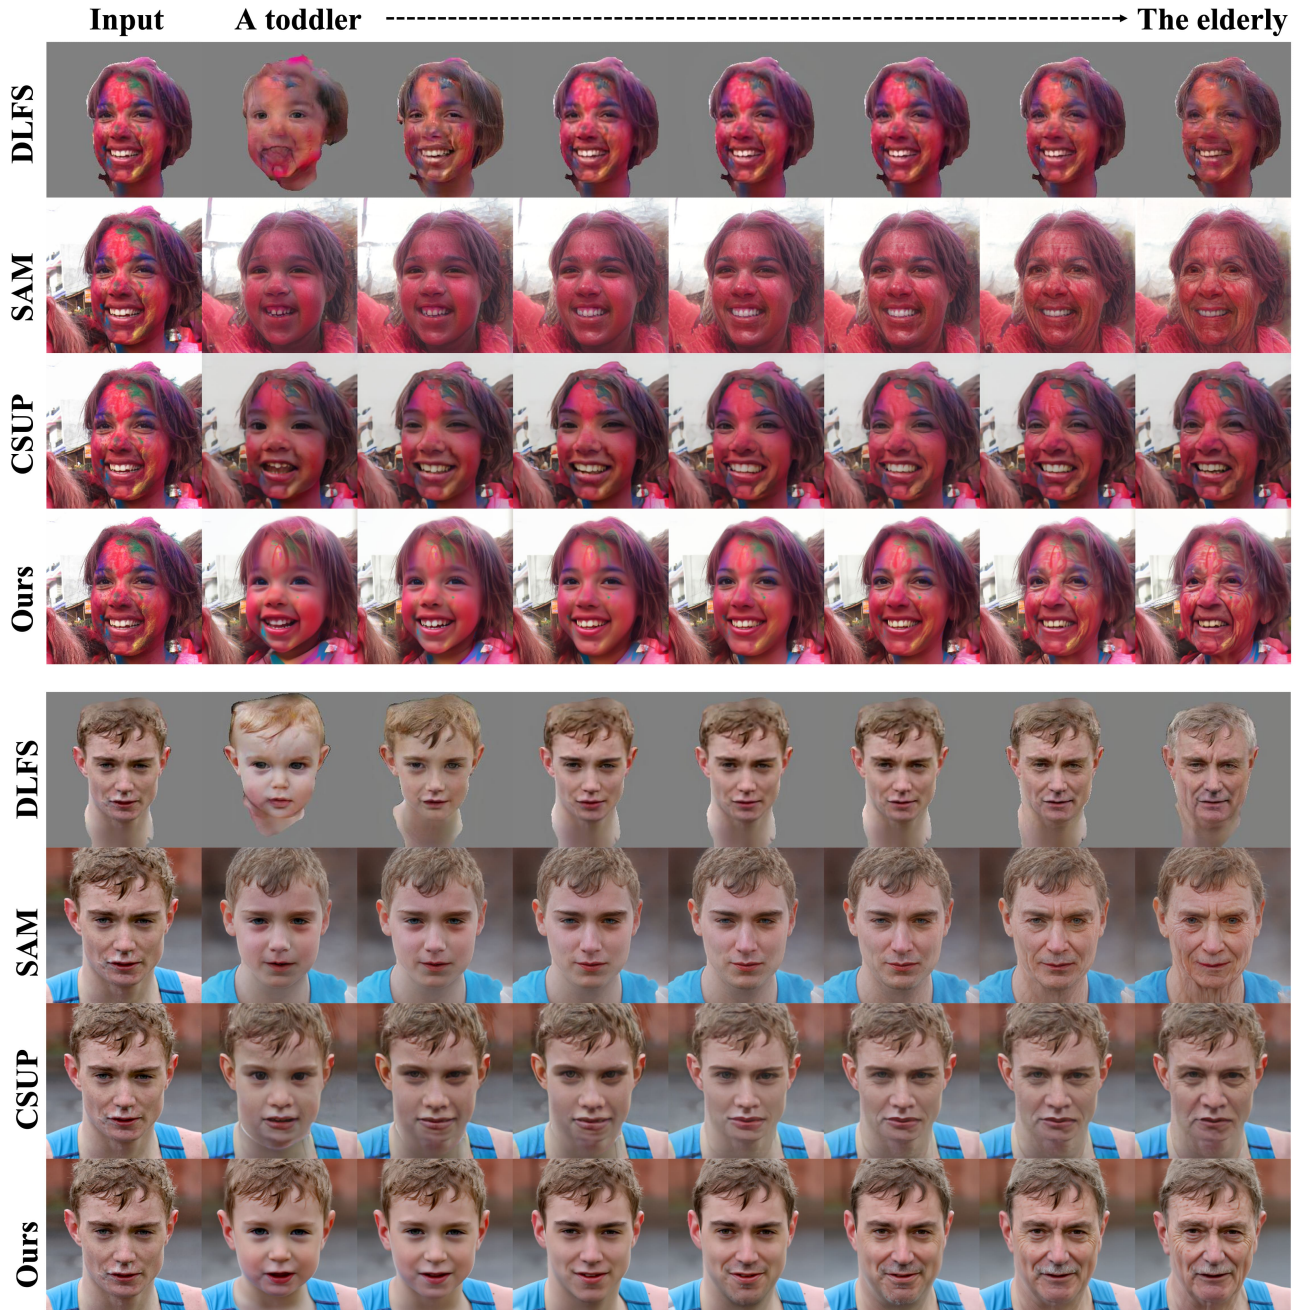 Input A toddler The elderly
DLFS
SAM
CSUP
Ours
DLFS
SAM
CSUP
Ours